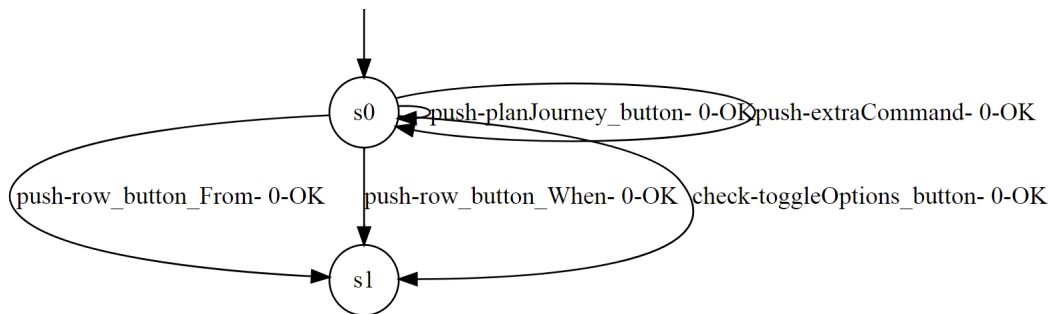 s0
push-planJourney_button- 0-OK
push-extraCommand- 0-OK
push-row_button_From- 0-OK
push-row_button_When- 0-OK
check-toggleOptions_button- 0-OK
s1